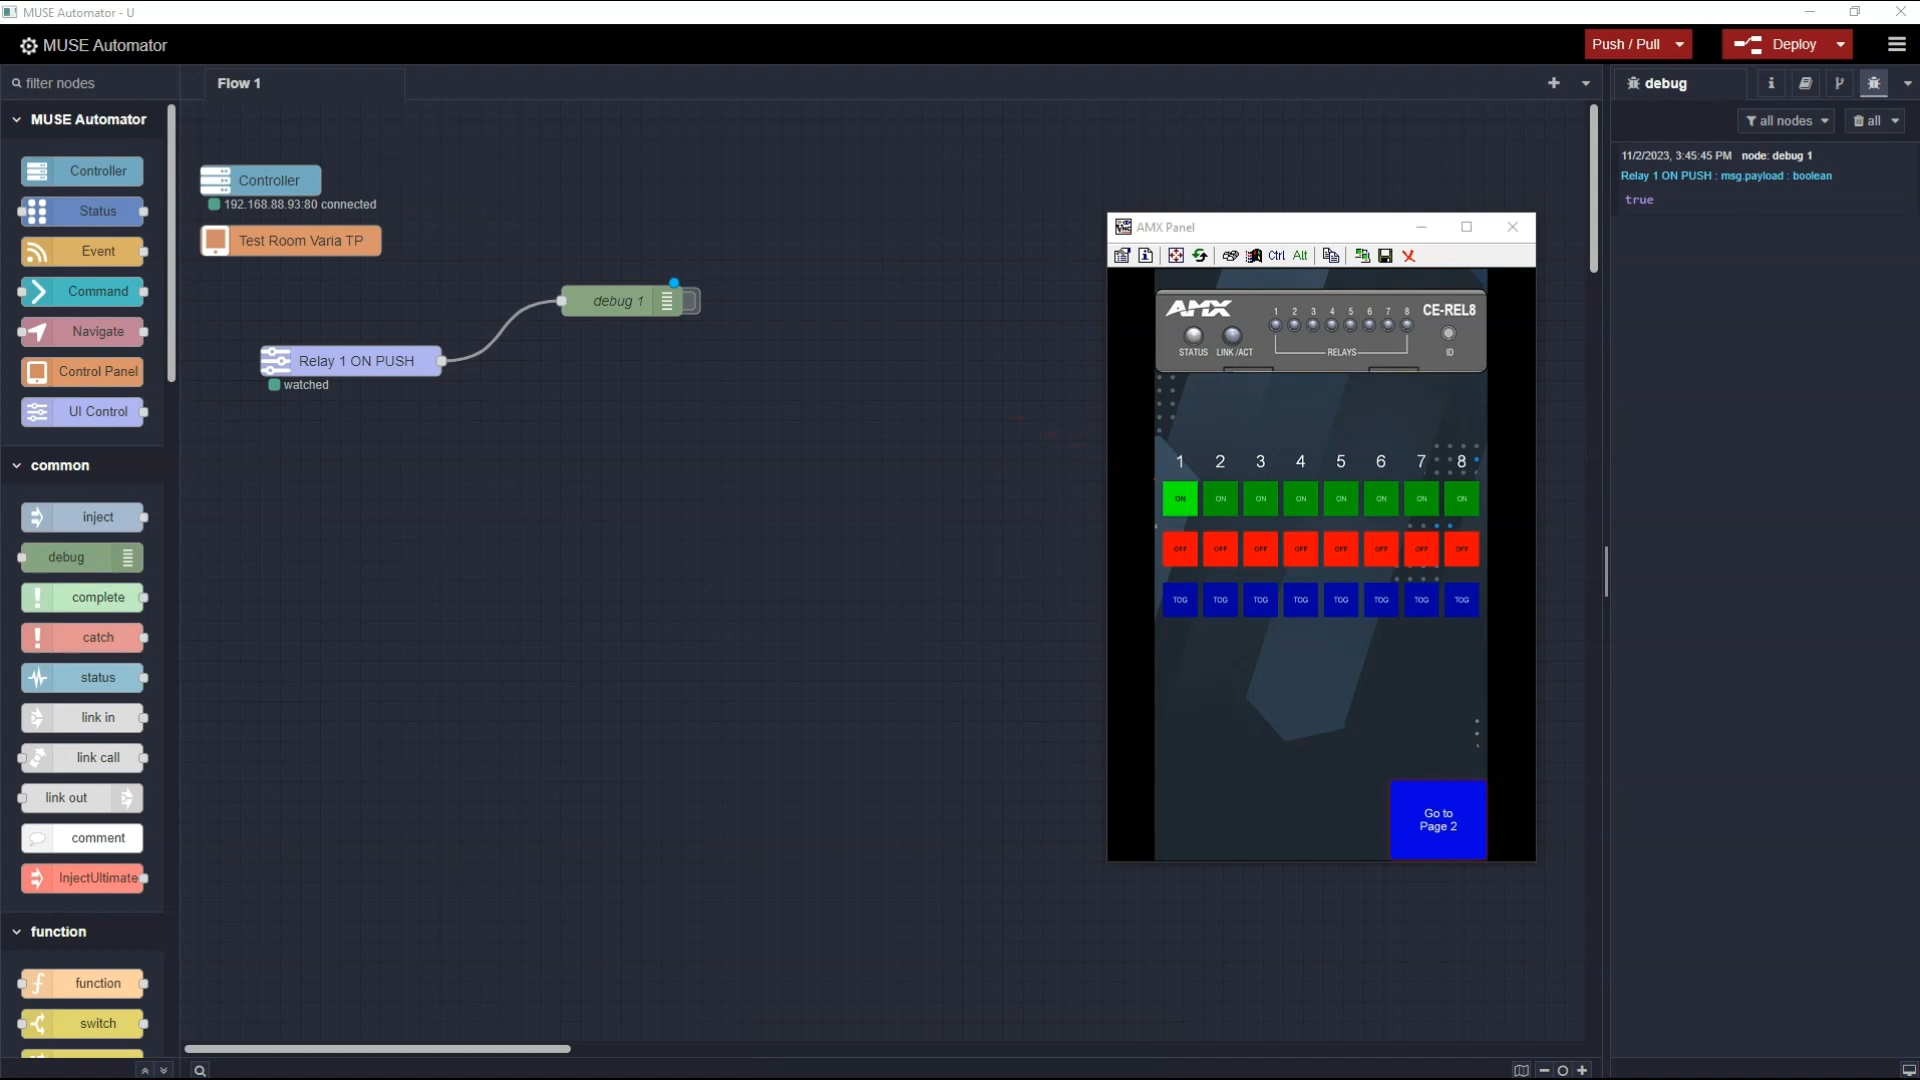 MUSE Automator - U
MUSE Automator
Push / Pull
Deploy
filter nodes
Flow 1
debug
MUSE Automator
all nodes
all
Controller
Status
Event
Command
Navigate
Control Panel
UI Control
common
inject
debug
complete
catch
status
link in
link call
link out
comment
InjectUltimate
function
function
switch
Controller
192.168.88.93:80 connected
Test Room Varia TP
debug 1
Relay 1 ON PUSH
watched
AMX Panel
Ctrl Alt
AMX
1 2 3 4 5 6 7 8
CE-REL8
STATUS LINK/ACT
RELAYS
ID
1 2 3 4 5 6 7 8
ON ON ON ON ON ON ON ON
OFF OFF OFF OFF OFF OFF OFF OFF
TOG TOG TOG TOG TOG TOG TOG TOG
Go to
Page 2
11/2/2023, 3:45:45 PM node: debug 1
Relay 1 ON PUSH : msg.payload : boolean
true